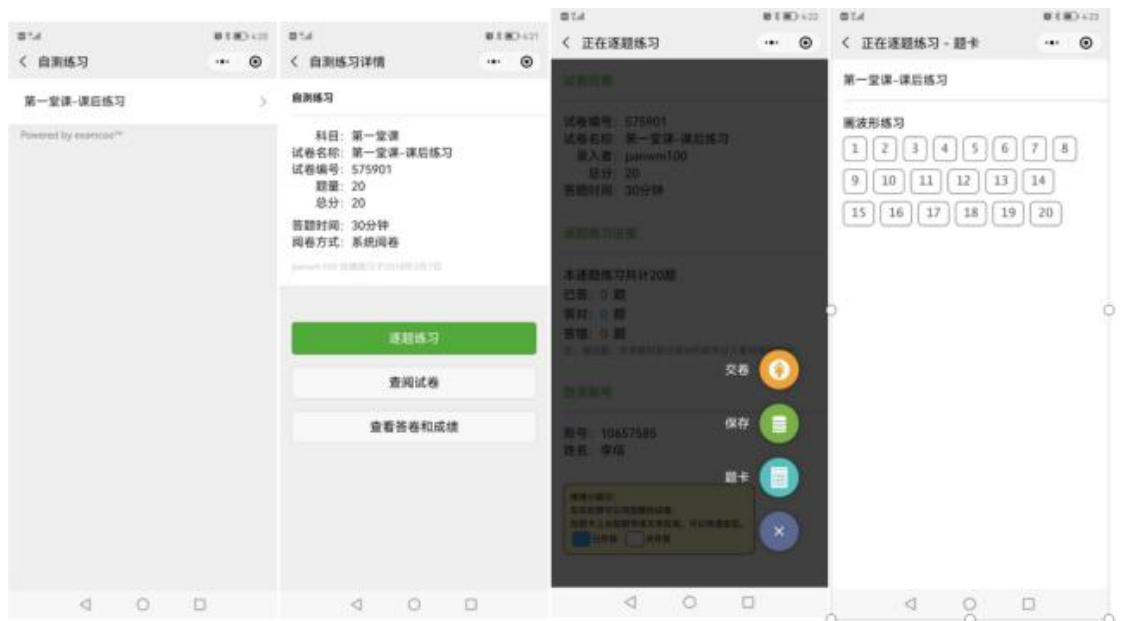 4:20
自测练习
第一堂课-课后练习
Powered by examcoo™
4:21
自测练习详情
自测练习
科目: 第一堂课
试卷名称: 第一堂课-课后练习
试卷编号: 575901
题量: 20
总分: 20
答题时间: 30分钟
阅卷方式: 系统阅卷
逐题练习
查阅试卷
查看答卷和成绩
4:22
正在逐题练习
试卷编号: 575901
试卷名称: 第一堂课-课后练习
录入者: panwm100
总分: 20
答题时间: 30分钟
本逐题练习共计20题
已答: 0 题
答对: 0 题
答错: 0 题
交卷
保存
账号: 10657585
题卡
4:23
正在逐题练习 - 题卡
第一堂课-课后练习
画波形练习
1 2 3 4 5 6 7 8
9 10 11 12 13 14
15 16 17 18 19 20